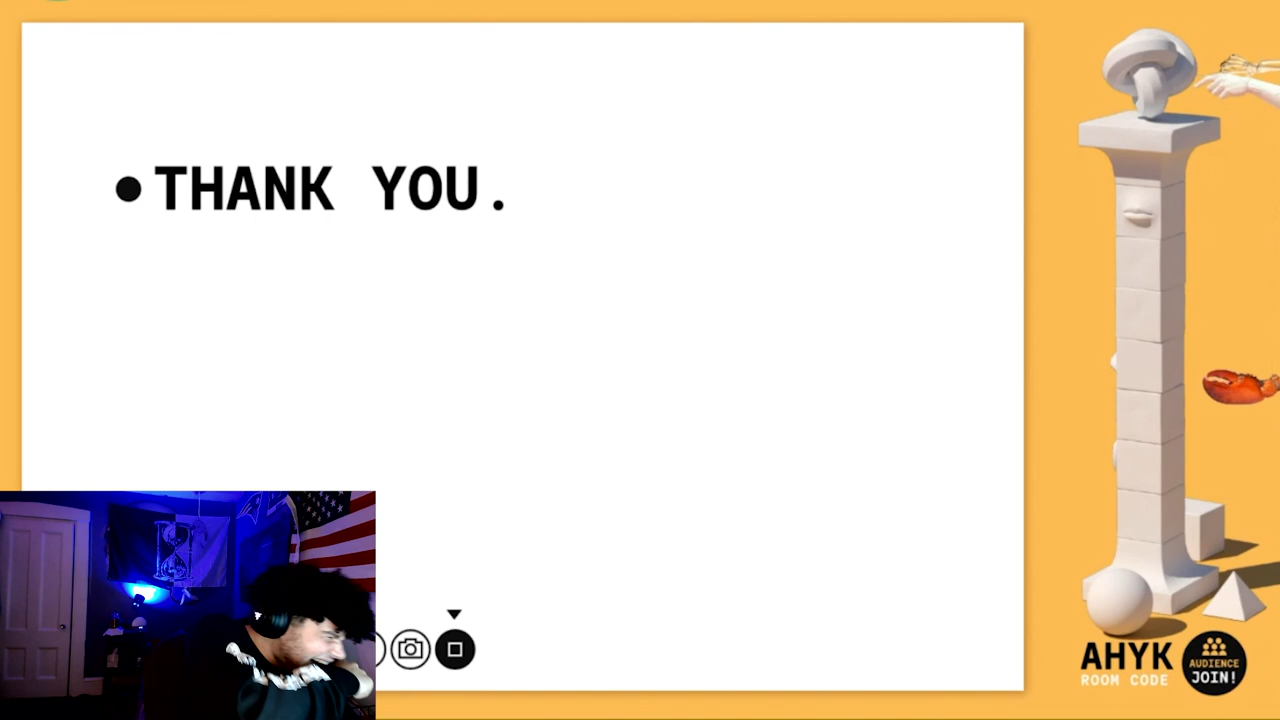 ● THANK YOU.
AHYK
ROOM CODE
AUDIENCE
JOIN!